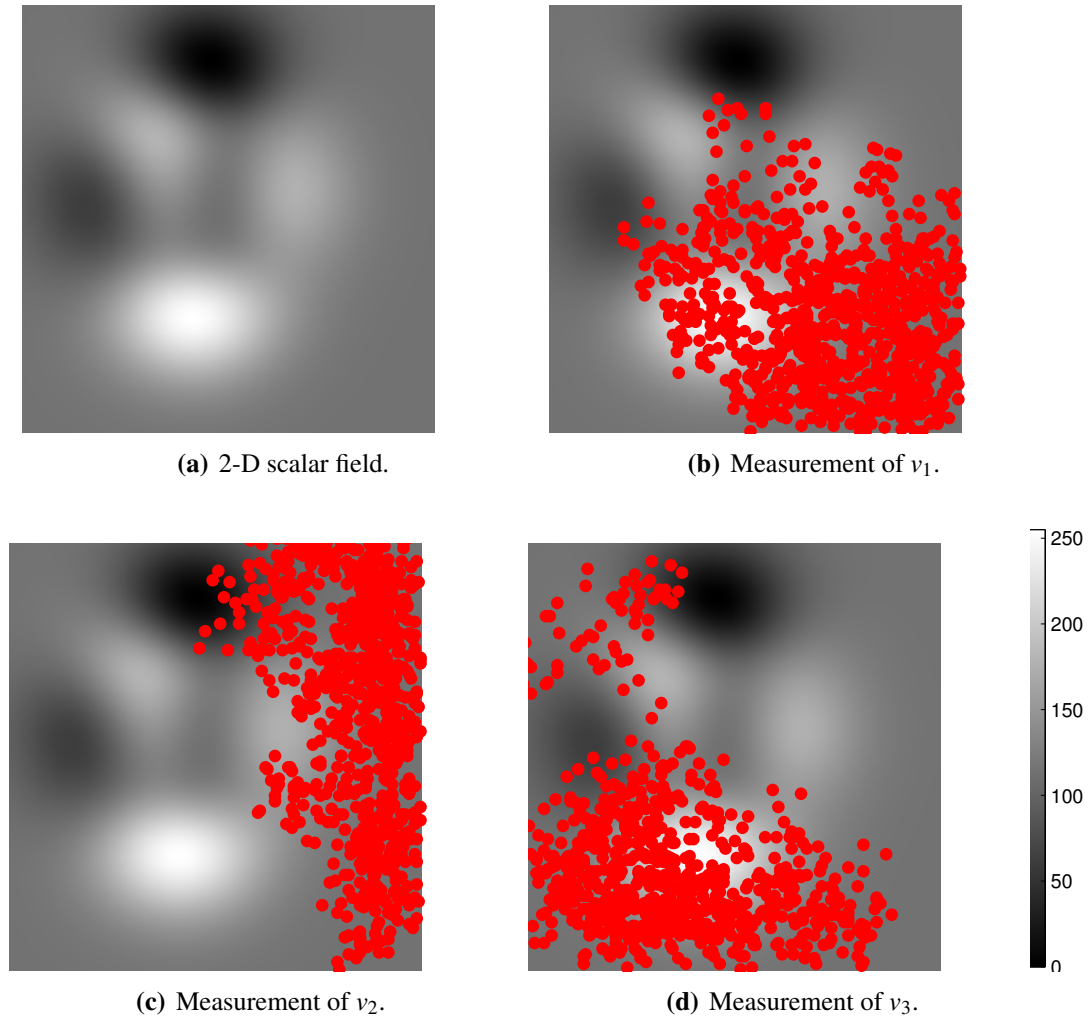 (a) 2-D scalar field.
(b) Measurement of v1.
250
200
150
100
50
0
(c) Measurement of v2.
(d) Measurement of v3.